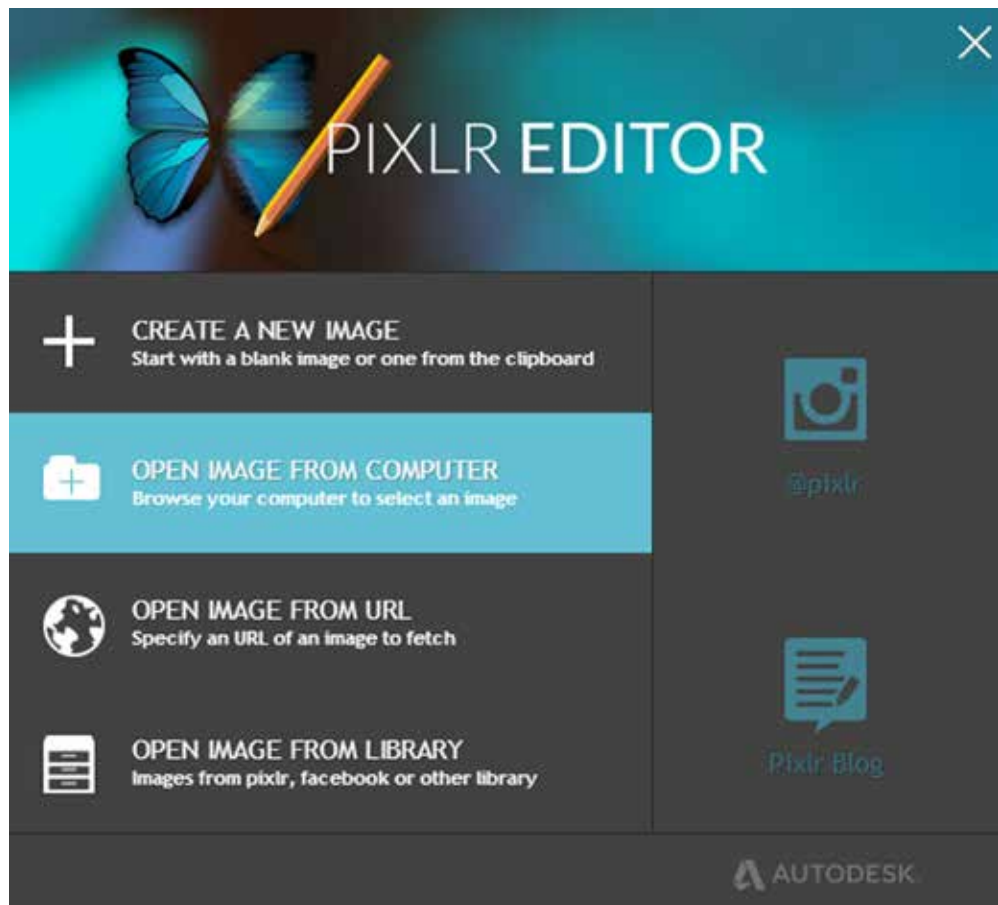 PIXLR EDITOR
CREATE A NEW IMAGE
Start with a blank image or one from the clipboard
OPEN IMAGE FROM COMPUTER
Browse your computer to select an image
@pixlr
OPEN IMAGE FROM URL
Specify an URL of an image to fetch
OPEN IMAGE FROM LIBRARY
Images from pixlr, facebook or other library
Pixlr Blog
AUTODESK